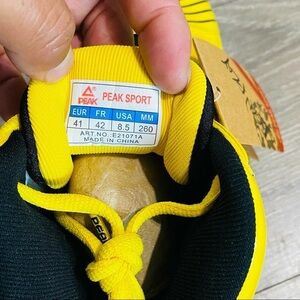 PEAK
PEAK SPORT
EUR FR USA MM
41 42 8.5 260
ART.NO. E21071A
MADE IN CHINA